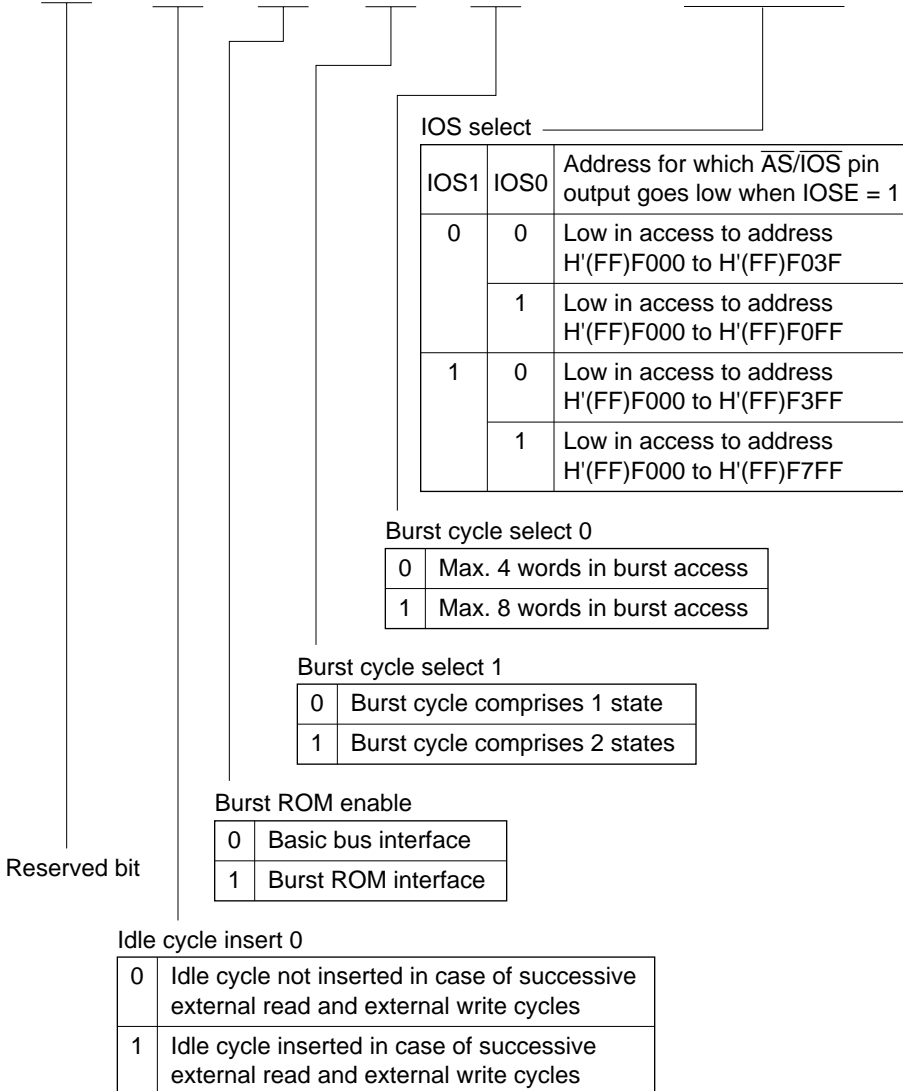 IOS select
IOS1 IOS0 Address for which AS/IOS pin
output goes low when IOSE = 1
0 0 Low in access to address
H'(FF)F000 to H'(FF)F03F
1 Low in access to address
H'(FF)F000 to H'(FF)F0FF
1 0 Low in access to address
H'(FF)F000 to H'(FF)F3FF
1 Low in access to address
H'(FF)F000 to H'(FF)F7FF
Burst cycle select 0
0 Max. 4 words in burst access
1 Max. 8 words in burst access
Burst cycle select 1
0 Burst cycle comprises 1 state
1 Burst cycle comprises 2 states
Burst ROM enable
0 Basic bus interface
1 Burst ROM interface
Reserved bit
Idle cycle insert 0
0 Idle cycle not inserted in case of successive
external read and external write cycles
1 Idle cycle inserted in case of successive
external read and external write cycles